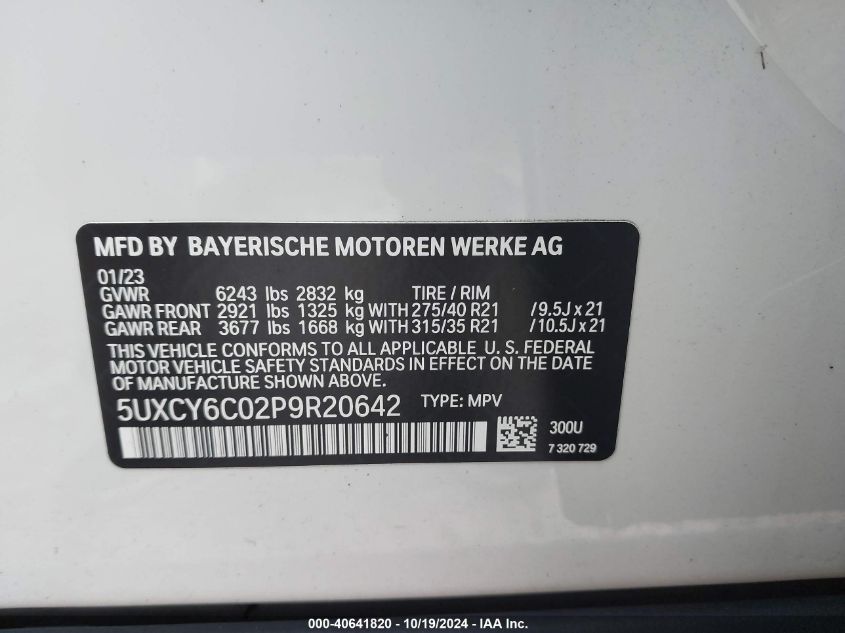 MFD BY BAYERISCHE MOTOREN WERKE AG
01/23
GVWR 6243 lbs 2832 kg TIRE / RIM
GAWR FRONT 2921 lbs 1325 kg WITH 275/40 R21 / 9.5J x 21
GAWR REAR 3677 lbs 1668 kg WITH 315/35 R21 / 10.5J x 21
THIS VEHICLE CONFORMS TO ALL APPLICABLE U. S. FEDERAL
MOTOR VEHICLE SAFETY STANDARDS IN EFFECT ON THE DATE
OF MANUFACTURE SHOWN ABOVE.
5UXCY6C02P9R20642 TYPE: MPV
300U
7 320 729
000-40641820 - 10/19/2024 - IAA Inc.